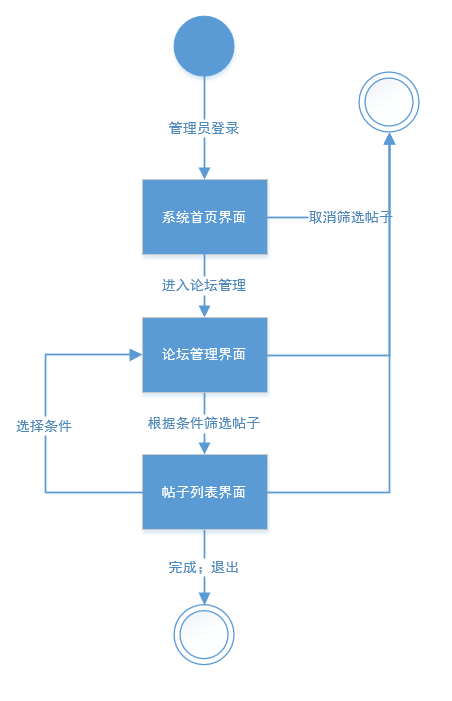 管理员登录
系统首页界面
取消筛选帖子
进入论坛管理
论坛管理界面
根据条件筛选帖子
选择条件
帖子列表界面
完成；退出